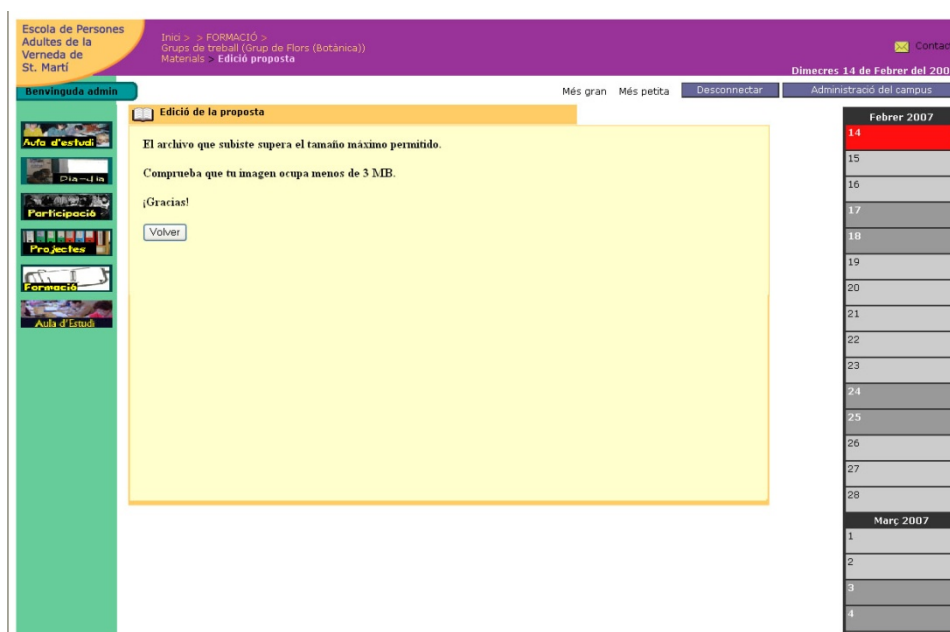 Escola de Persones
Adultes de la
Verneda de
St. Martí
Inici > > FORMACIÓ >
Grups de treball (Grup de Flors (Botànica))
Materials > Edició proposta
Contac
Dimecres 14 de Febrer del 200
Benvinguda admin
Més gran Més petita Desconnectar Administració del campus
Edició de la proposta
El archivo que subiste supera el tamaño máximo permitido.
Comprueba que tu imagen ocupa menos de 3 MB.
¡Gracias!
Volver
Aula d'estudi
Dia-dia
Participació
Projectes
Formació
Aula d'Estudi
Febrer 2007
14
15
16
17
18
19
20
21
22
23
24
25
26
27
28
Març 2007
1
2
3
4